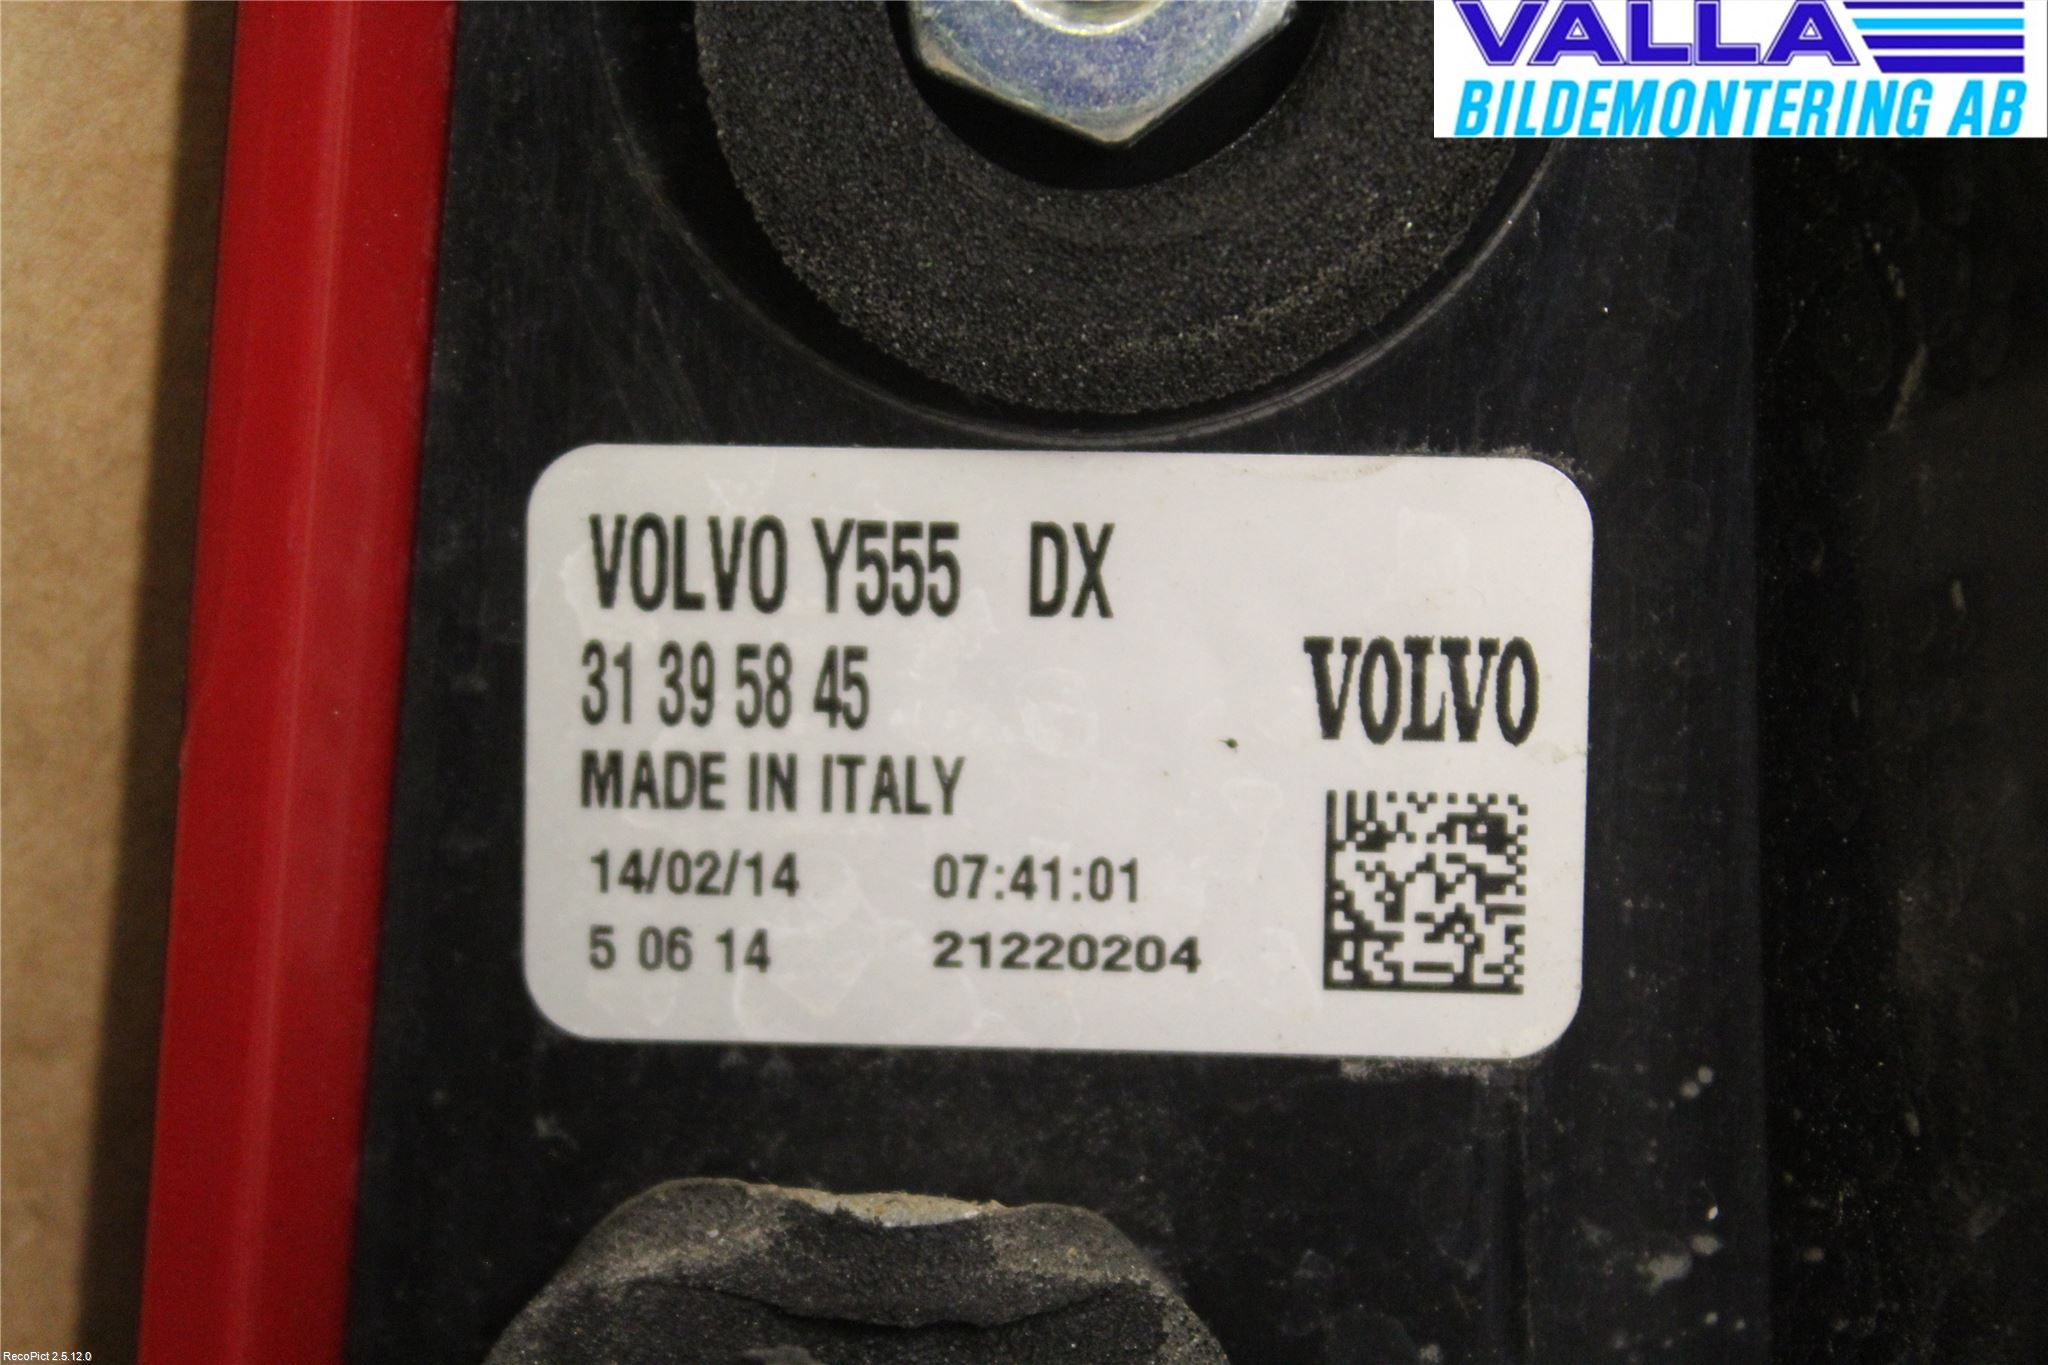 VALLA
BILDEMONTERING AB
VOLVO Y555 DX
31 39 58 45
VOLVO
MADE IN ITALY
14/02/14 07:41:01
5 06 14 21220204
RecoPict 2.5.12.0